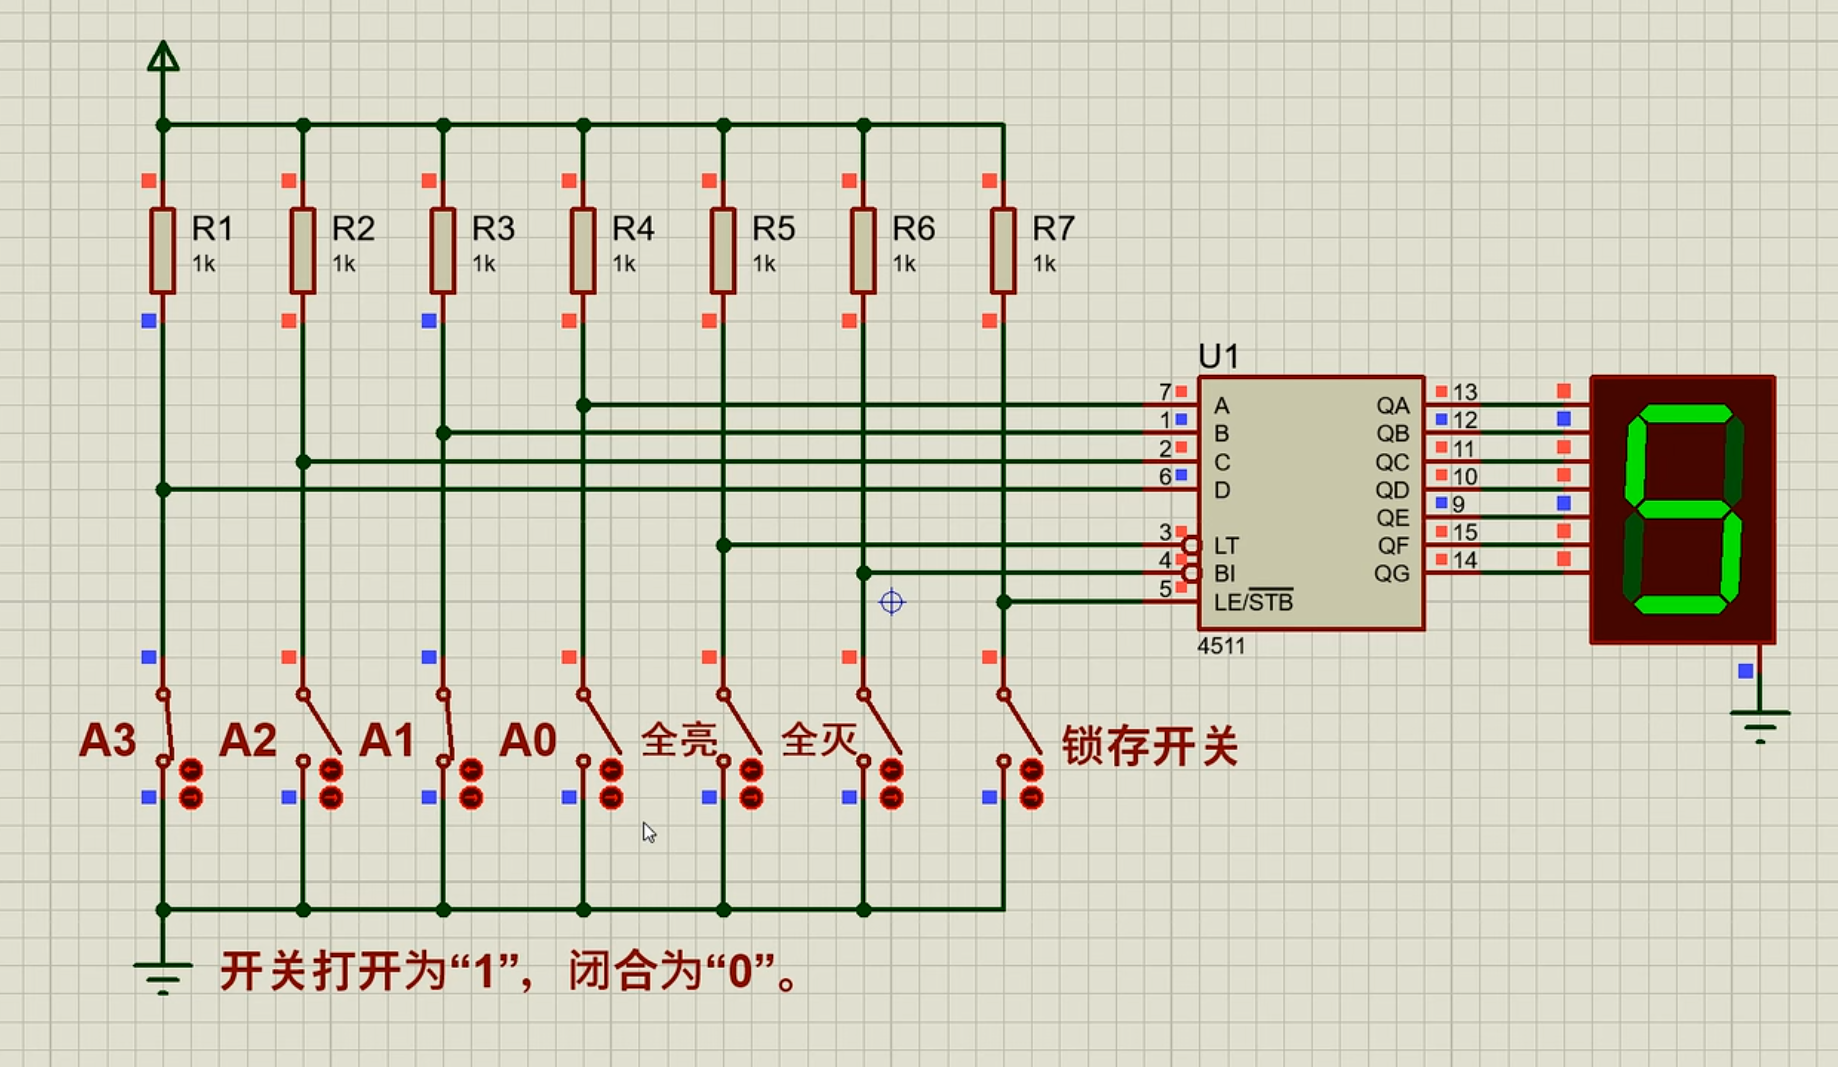 R1 R2 R3 R4 R5 R6 R7
1k 1k 1k 1k 1k 1k 1k
U1
7 A QA 13
1 B QB 12
2 C QC 11
6 D QD 10
QE 9
3 LT QF 15
4 BI QG 14
5 LE/STB
4511
A3 A2 A1 A0 全亮 全灭 锁存开关
开关打开为“1”，闭合为“0”。